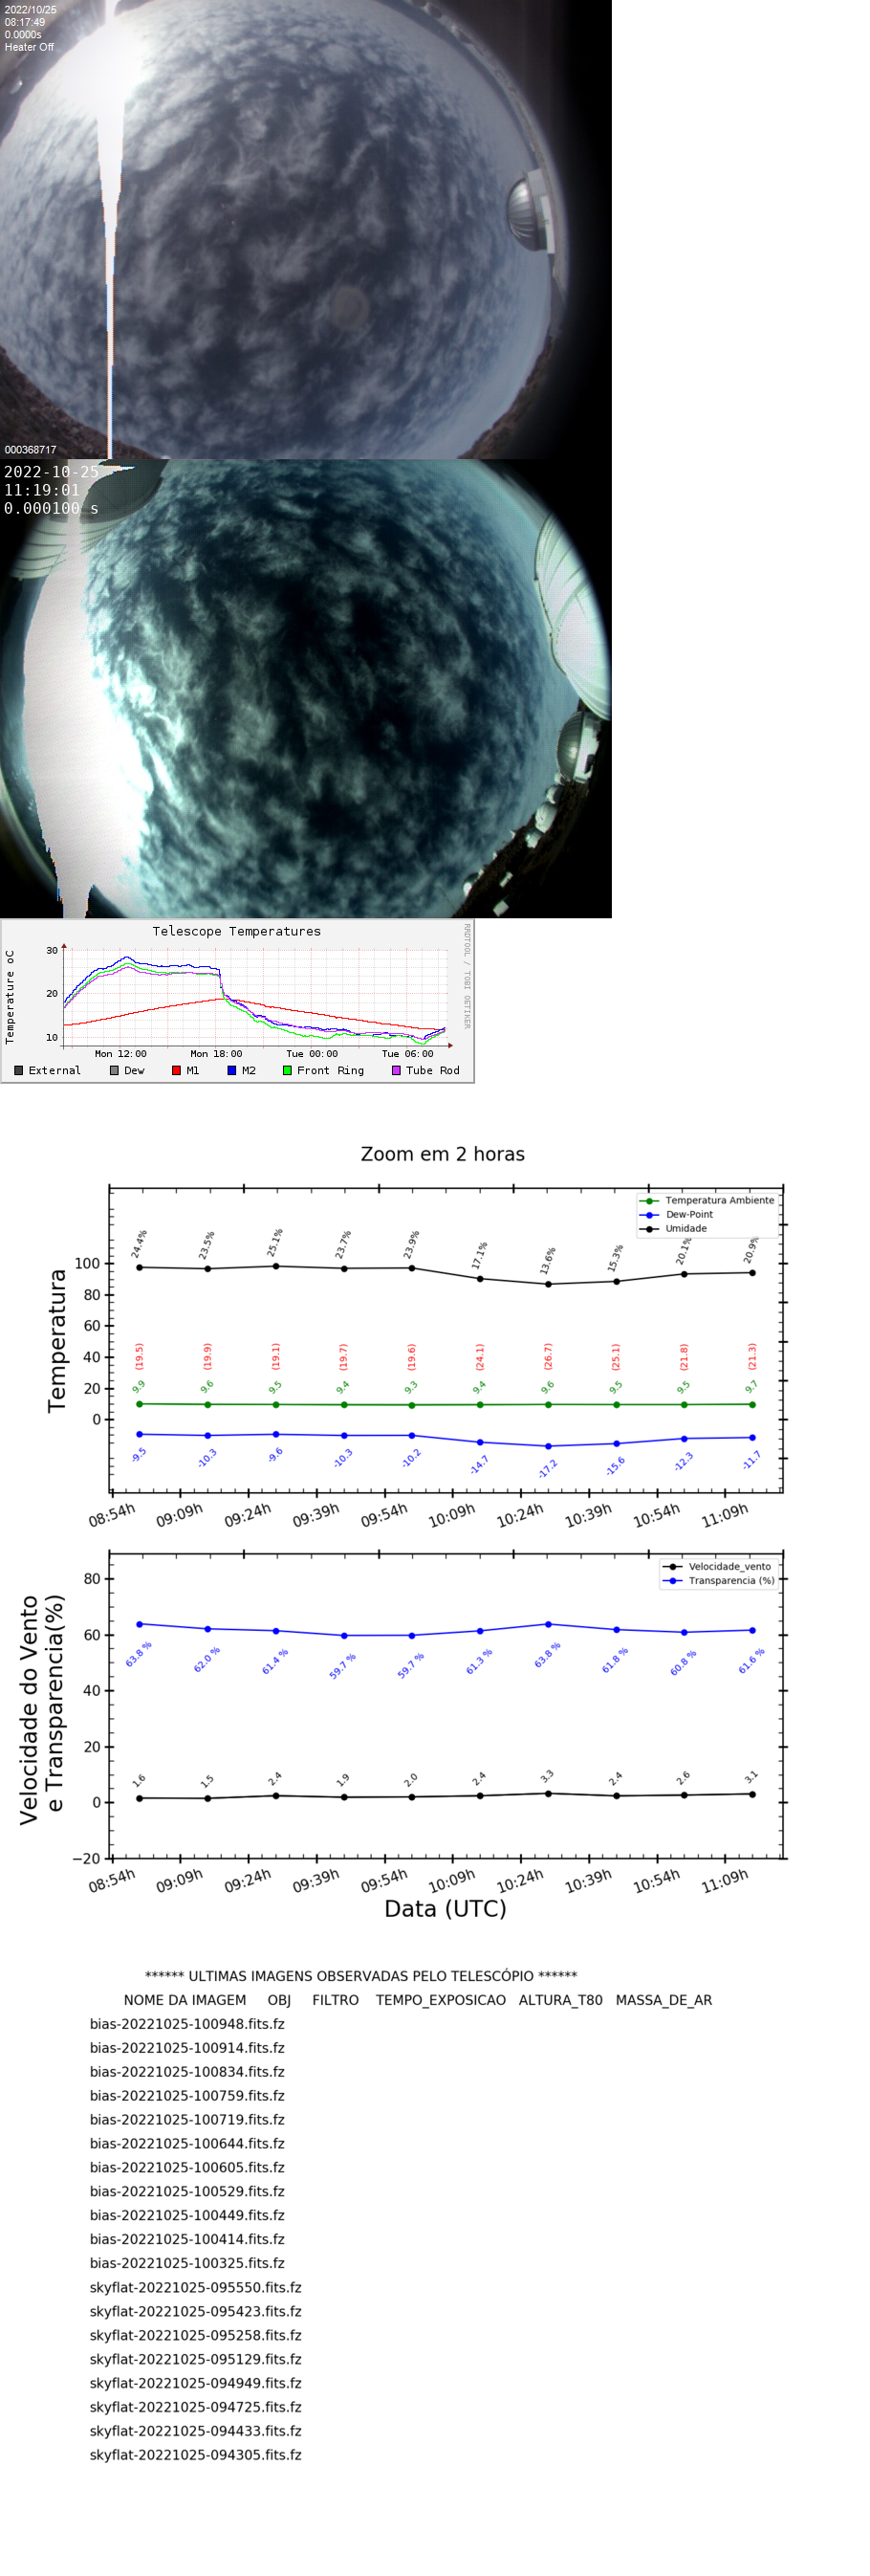 2022/10/25
08:17:49
0.0000s
Heater Off
000368717
2022-10-25
11:19:01
0.000100 s
Telescope Temperatures
RRDTOOL / TOBI OETIKER
Temperature oC
30
20
10
Mon 12:00 Mon 18:00 Tue 00:00 Tue 06:00
External Dew M1 M2 Front Ring Tube Rod
Zoom em 2 horas
Temperatura Ambiente
Dew-Point
Umidade
Temperatura
100
80
60
40
20
0
24.4% 23.5% 25.1% 23.7% 23.9% 17.1% 13.6% 15.3% 20.1% 20.9%
(19.5) (19.9) (19.1) (19.7) (19.6) (24.1) (26.7) (25.1) (21.8) (21.3)
9.9 9.6 9.5 9.4 9.3 9.4 9.6 9.5 9.5 9.7
-9.5 -10.3 -9.6 -10.3 -10.2 -14.7 -17.2 -15.6 -12.3 -11.7
08:54h 09:09h 09:24h 09:39h 09:54h 10:09h 10:24h 10:39h 10:54h 11:09h
Velocidade_vento
Transparencia (%)
Velocidade do Vento
e Transparencia(%)
80
60
40
20
0
−20
63.8 % 62.0 % 61.4 % 59.7 % 59.7 % 61.3 % 63.8 % 61.8 % 60.8 % 61.6 %
1.6 1.5 2.4 1.9 2.0 2.4 3.3 2.4 2.6 3.1
08:54h 09:09h 09:24h 09:39h 09:54h 10:09h 10:24h 10:39h 10:54h 11:09h
Data (UTC)
****** ULTIMAS IMAGENS OBSERVADAS PELO TELESCÓPIO ******
NOME DA IMAGEM OBJ FILTRO TEMPO_EXPOSICAO ALTURA_T80 MASSA_DE_AR
bias-20221025-100948.fits.fz
bias-20221025-100914.fits.fz
bias-20221025-100834.fits.fz
bias-20221025-100759.fits.fz
bias-20221025-100719.fits.fz
bias-20221025-100644.fits.fz
bias-20221025-100605.fits.fz
bias-20221025-100529.fits.fz
bias-20221025-100449.fits.fz
bias-20221025-100414.fits.fz
bias-20221025-100325.fits.fz
skyflat-20221025-095550.fits.fz
skyflat-20221025-095423.fits.fz
skyflat-20221025-095258.fits.fz
skyflat-20221025-095129.fits.fz
skyflat-20221025-094949.fits.fz
skyflat-20221025-094725.fits.fz
skyflat-20221025-094433.fits.fz
skyflat-20221025-094305.fits.fz